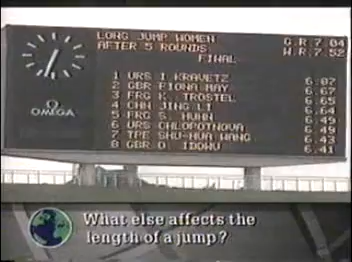 LONG JUMP WOMEN G.R 7.04
AFTER 5 ROUNDS W.R 7.52
FINAL
1 URS I KRAVETZ 6.87
2 GBR FIONA MAY 6.67
3 FRG K. TROSTEL 6.65
4 CHN JING LI 6.64
5 FRG S. HUHN 6.49
6 URS CHLOPOTNOVA 6.49
7 TPE SHU-HUA WANG 6.43
8 GBR O IDOWU 6.41
Ω
OMEGA
What else affects the
length of a jump?